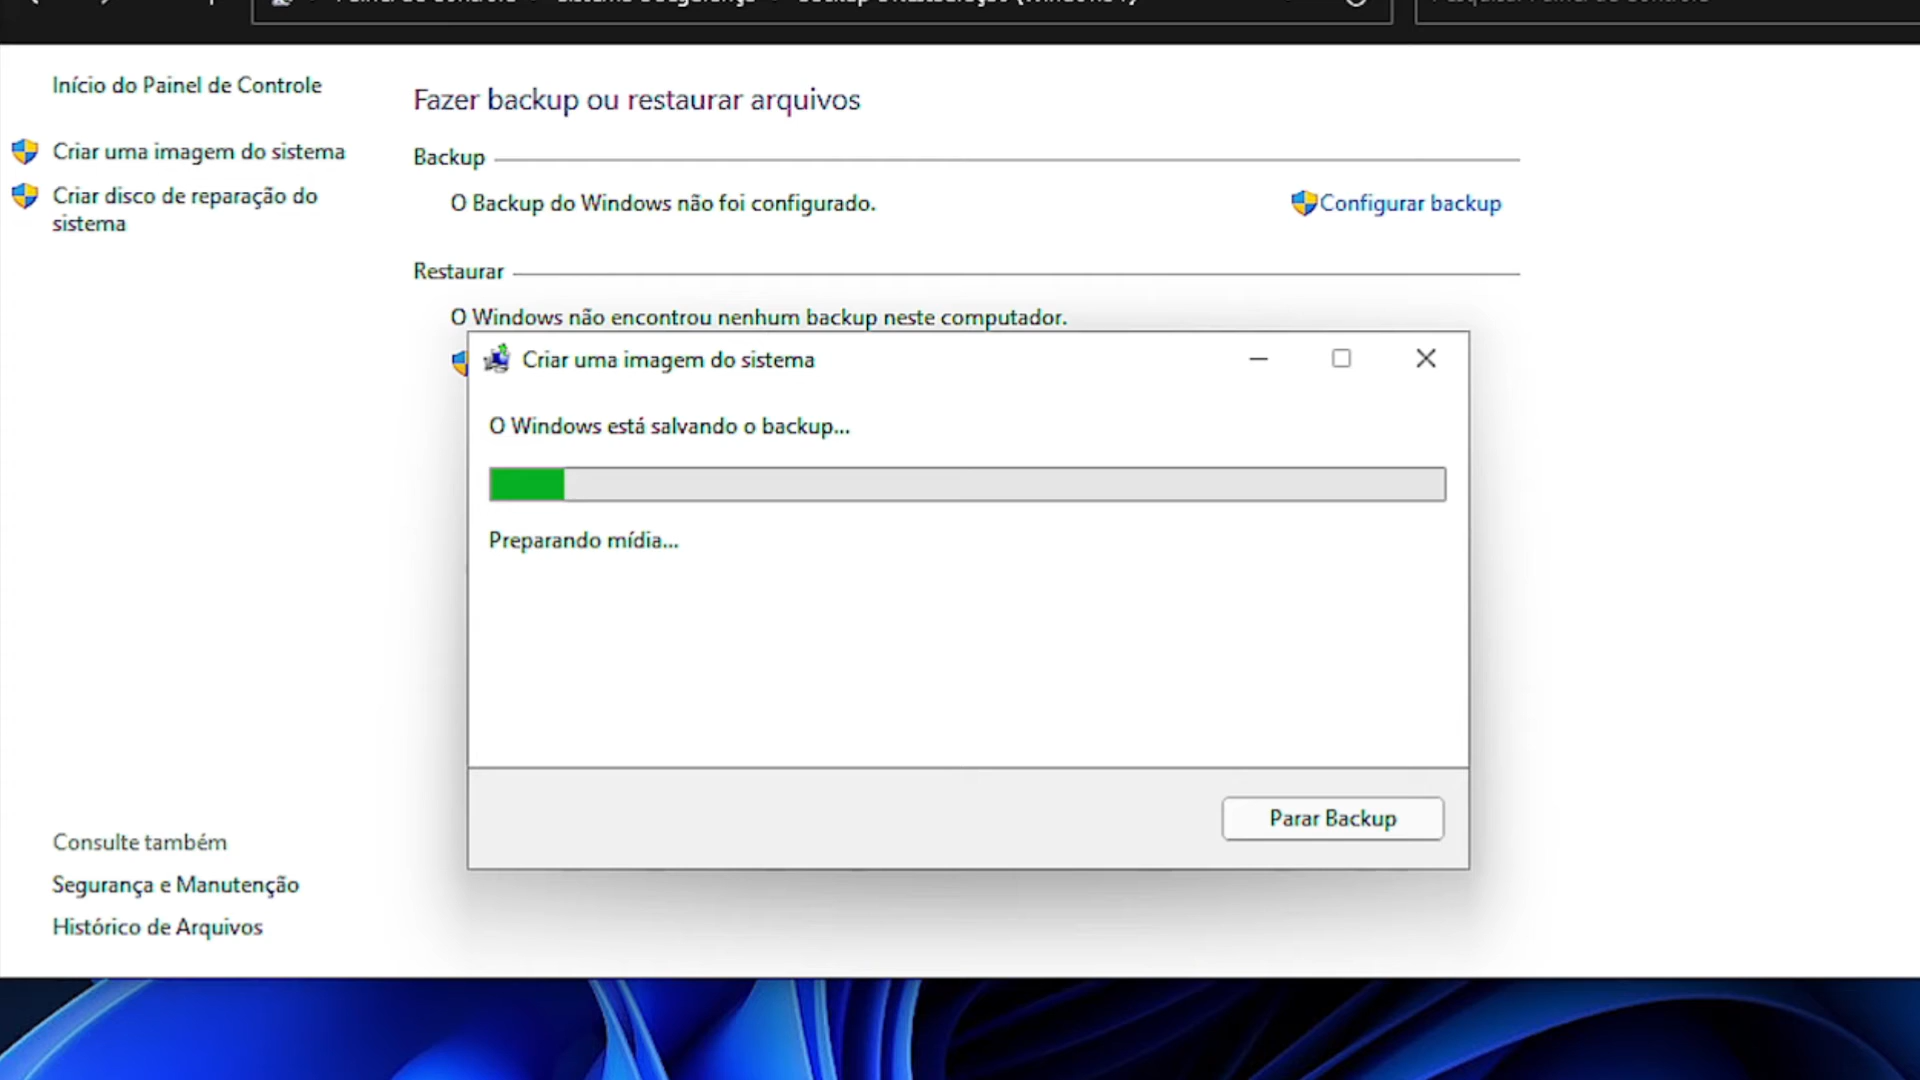 Início do Painel de Controle
Criar uma imagem do sistema
Criar disco de reparação do
sistema
Fazer backup ou restaurar arquivos
Backup
O Backup do Windows não foi configurado.
Configurar backup
Restaurar
O Windows não encontrou nenhum backup neste computador.
Criar uma imagem do sistema
O Windows está salvando o backup...
Preparando mídia...
Parar Backup
Consulte também
Segurança e Manutenção
Histórico de Arquivos